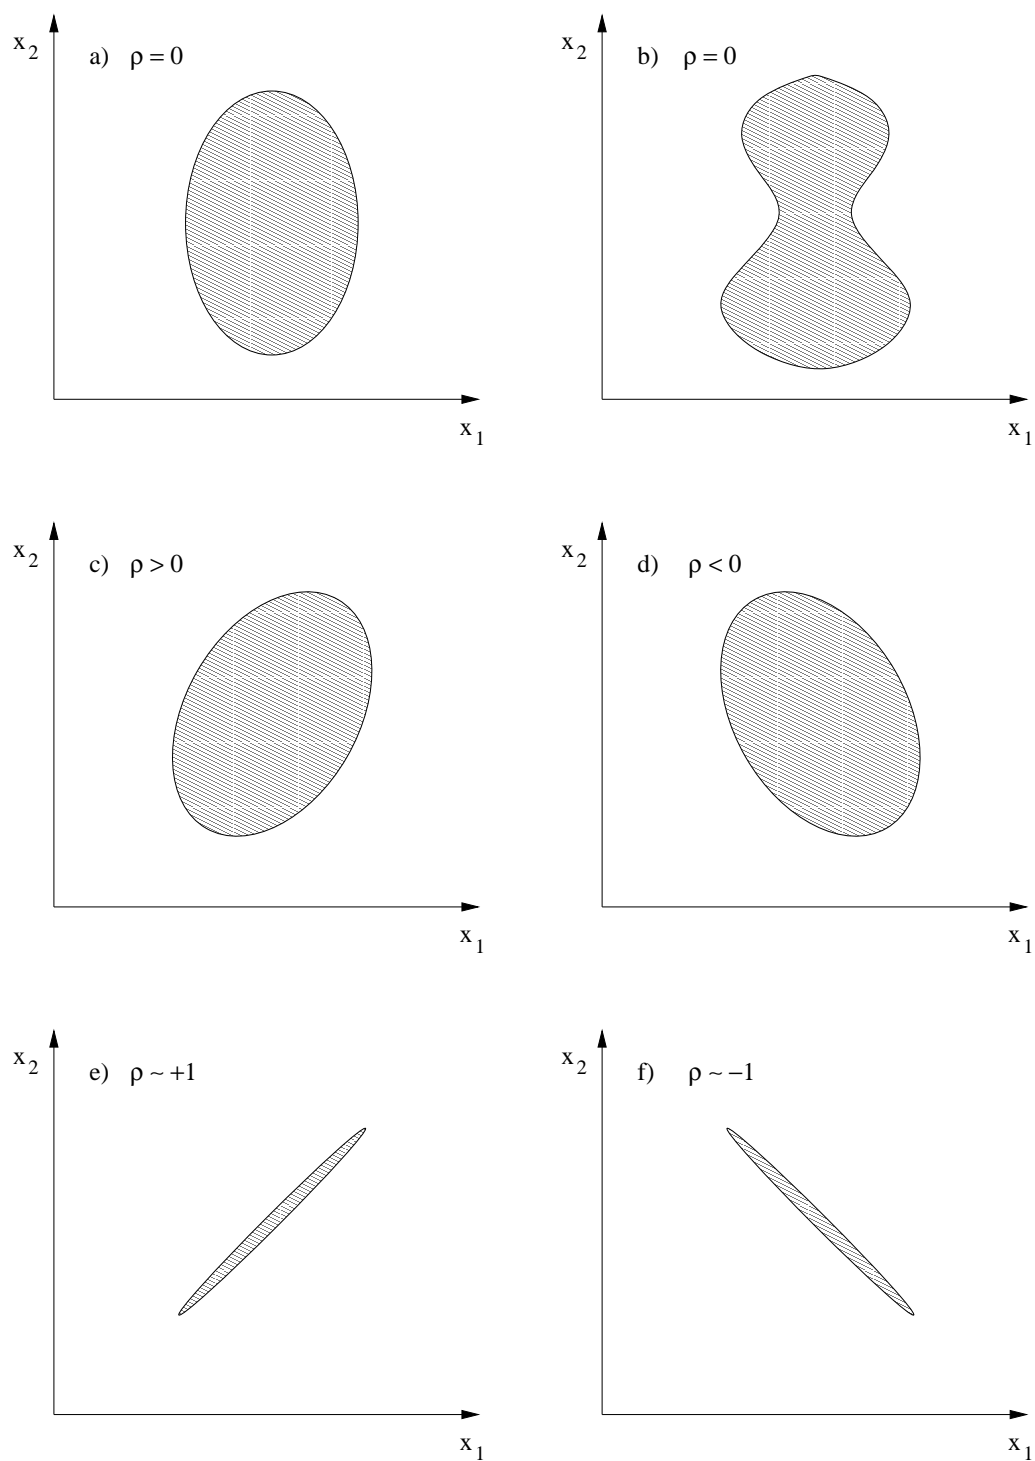 x₂ a) ρ = 0
x₁
x₂ b) ρ = 0
x₁
x₂ c) ρ > 0
x₁
x₂ d) ρ < 0
x₁
x₂ e) ρ ~ +1
x₁
x₂ f) ρ ~ −1
x₁